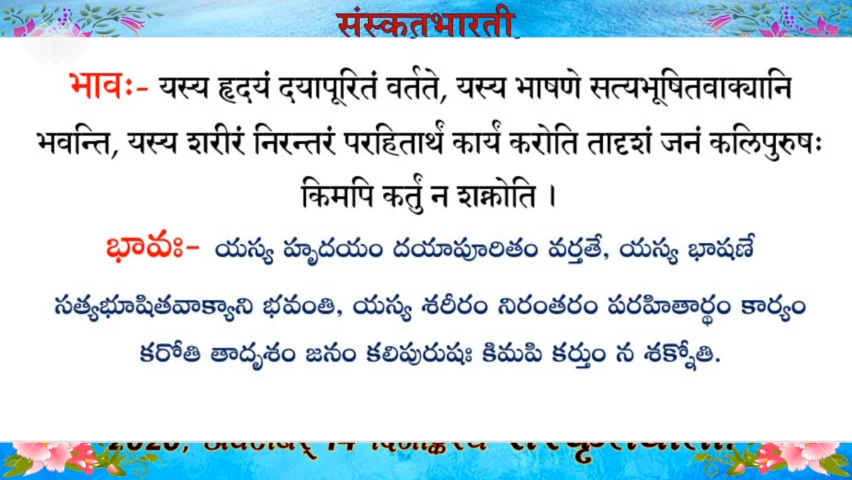 संस्कृतभारती
भावः- यस्य हृदयं दयापूरितं वर्तते, यस्य भाषणे सत्यभूषितवाक्यानि
भवन्ति, यस्य शरीरं निरन्तरं परहितार्थं कार्यं करोति तादृशं जनं कलिपुरुषः
किमपि कर्तुं न शक्नोति ।
భావః- యస్య హృదయం దయాపూరితం వర్తతే, యస్య భాషణే
సత్యభూషితవాక్యాని భవంతి, యస్య శరీరం నిరంతరం పరహితార్థం కార్యం
కరోతి తాదృశం జనం కలిపురుషః కిమపి కర్తుం న శక్నోతి.
2020, 14